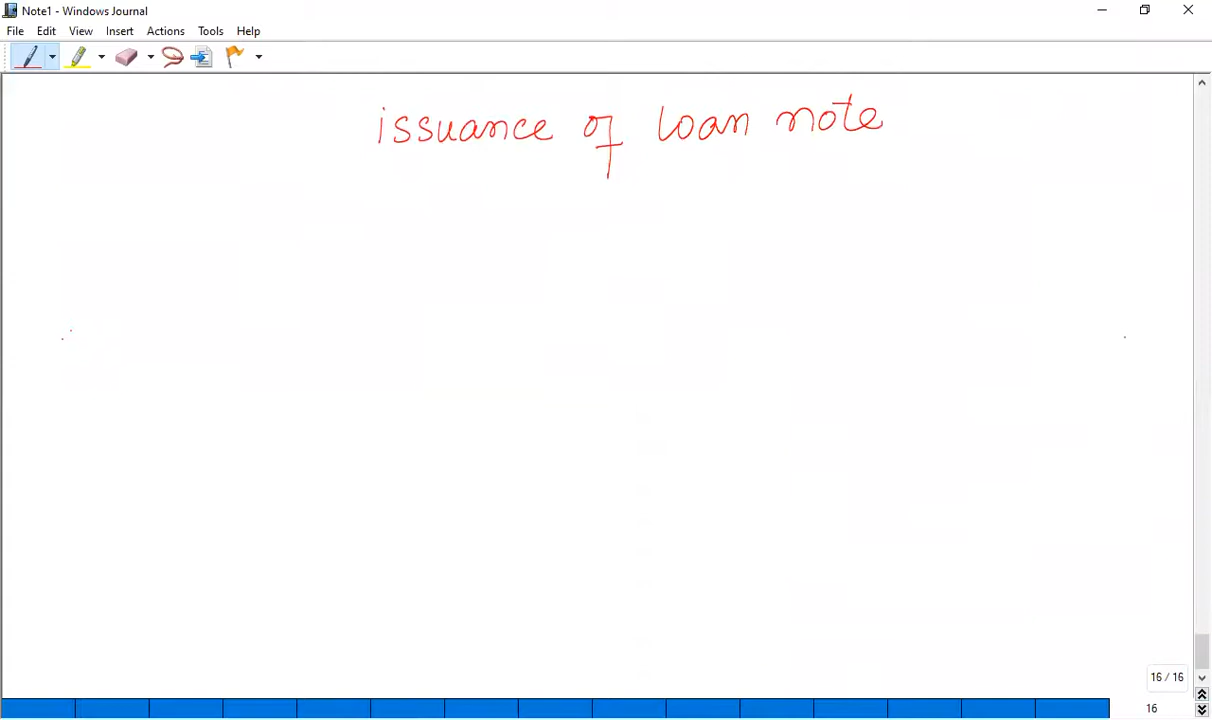 Note1 - Windows Journal
File Edit View Insert Actions Tools Help
issuance of loan note
16 / 16
16